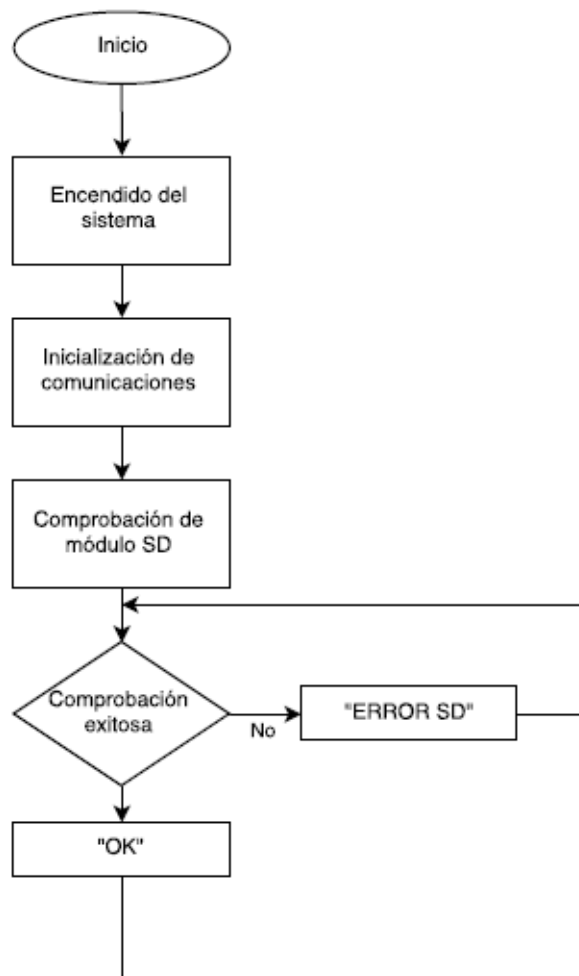 Inicio
Encendido del
sistema
Inicialización de
comunicaciones
Comprobación de
módulo SD
Comprobación
exitosa
No
"ERROR SD"
"OK"